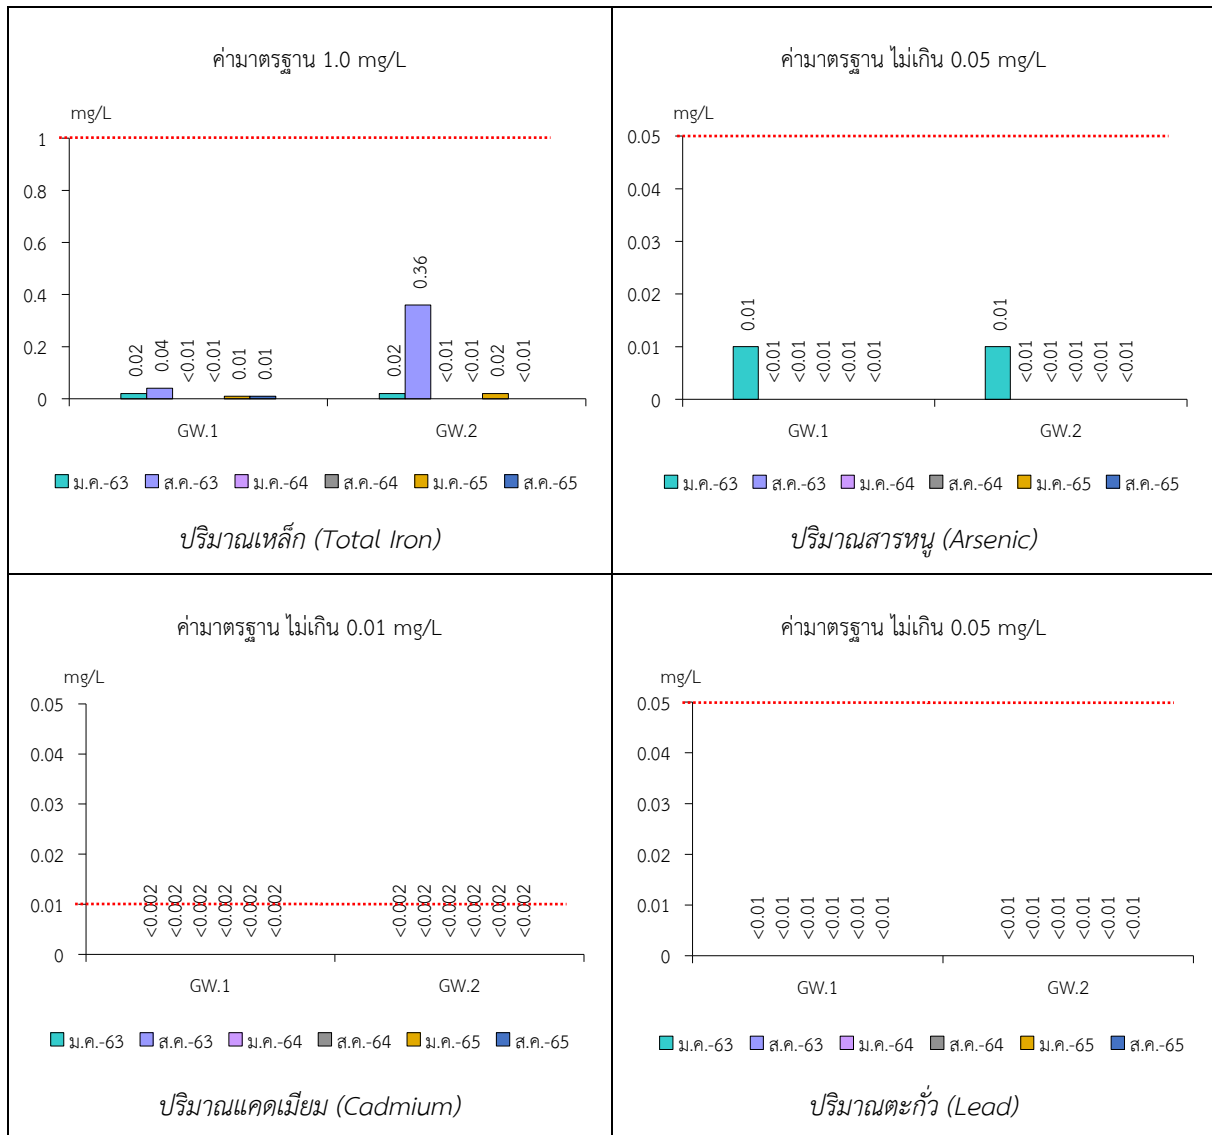 ค่ามาตรฐาน 1.0 mg/L
mg/L
1
0.8
0.6
0.4
0.2
0
0.02 0.04 <0.01 <0.01 0.01 0.01
0.02 0.36 <0.01 <0.01 0.02 <0.01
GW.1 GW.2
ม.ค.-63 ส.ค.-63 ม.ค.-64 ส.ค.-64 ม.ค.-65 ส.ค.-65
ปริมาณเหล็ก (Total Iron)
ค่ามาตรฐาน ไม่เกิน 0.05 mg/L
mg/L
0.05
0.04
0.03
0.02
0.01
0
0.01 <0.01 <0.01 <0.01 <0.01 <0.01
0.01 <0.01 <0.01 <0.01 <0.01 <0.01
GW.1 GW.2
ม.ค.-63 ส.ค.-63 ม.ค.-64 ส.ค.-64 ม.ค.-65 ส.ค.-65
ปริมาณสารหนู (Arsenic)
ค่ามาตรฐาน ไม่เกิน 0.01 mg/L
mg/L
0.05
0.04
0.03
0.02
0.01
0
<0.002 <0.002 <0.002 <0.002 <0.002 <0.002
<0.002 <0.002 <0.002 <0.002 <0.002 <0.002
GW.1 GW.2
ม.ค.-63 ส.ค.-63 ม.ค.-64 ส.ค.-64 ม.ค.-65 ส.ค.-65
ปริมาณแคดเมียม (Cadmium)
ค่ามาตรฐาน ไม่เกิน 0.05 mg/L
mg/L
0.05
0.04
0.03
0.02
0.01
0
<0.01 <0.01 <0.01 <0.01 <0.01 <0.01
<0.01 <0.01 <0.01 <0.01 <0.01 <0.01
GW.1 GW.2
ม.ค.-63 ส.ค.-63 ม.ค.-64 ส.ค.-64 ม.ค.-65 ส.ค.-65
ปริมาณตะกั่ว (Lead)